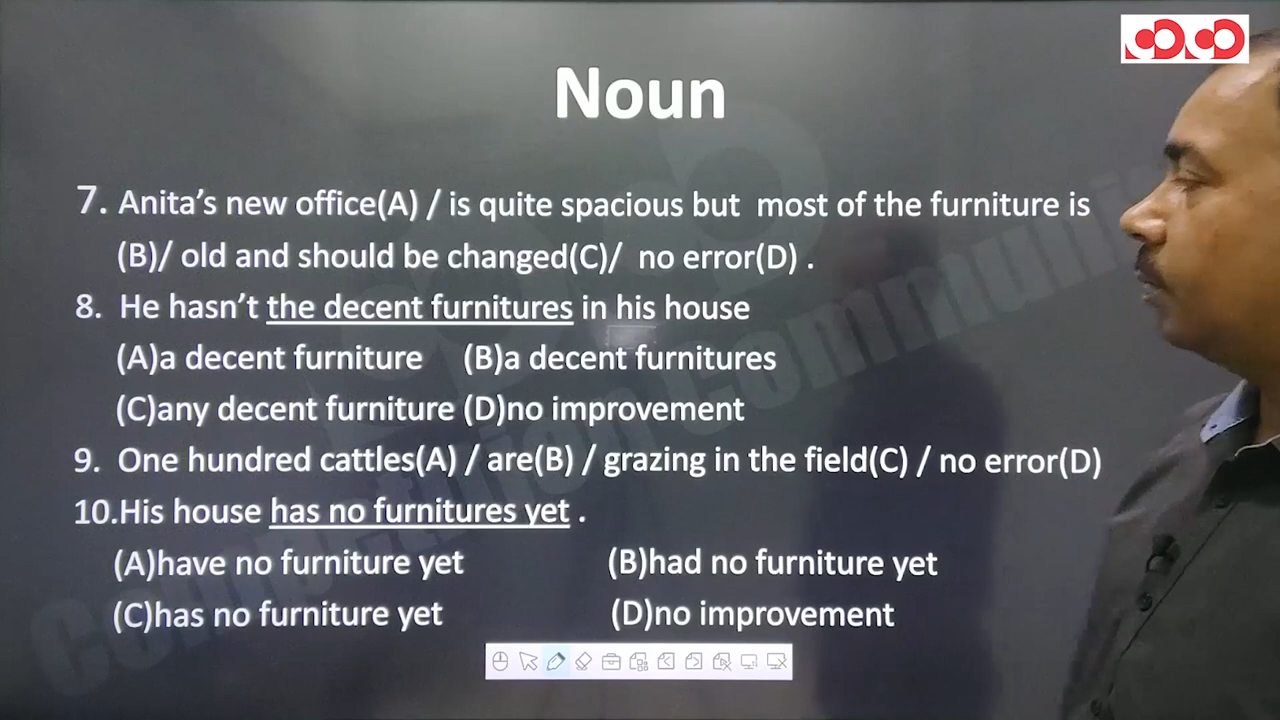 Noun
7. Anita's new office(A) / is quite spacious but most of the furniture is
(B)/ old and should be changed(C)/ no error(D) .
8. He hasn't the decent furnitures in his house
(A)a decent furniture (B)a decent furnitures
(C)any decent furniture (D)no improvement
9. One hundred cattles(A) / are(B) / grazing in the field(C) / no error(D)
10.His house has no furnitures yet .
(A)have no furniture yet (B)had no furniture yet
(C)has no furniture yet (D)no improvement